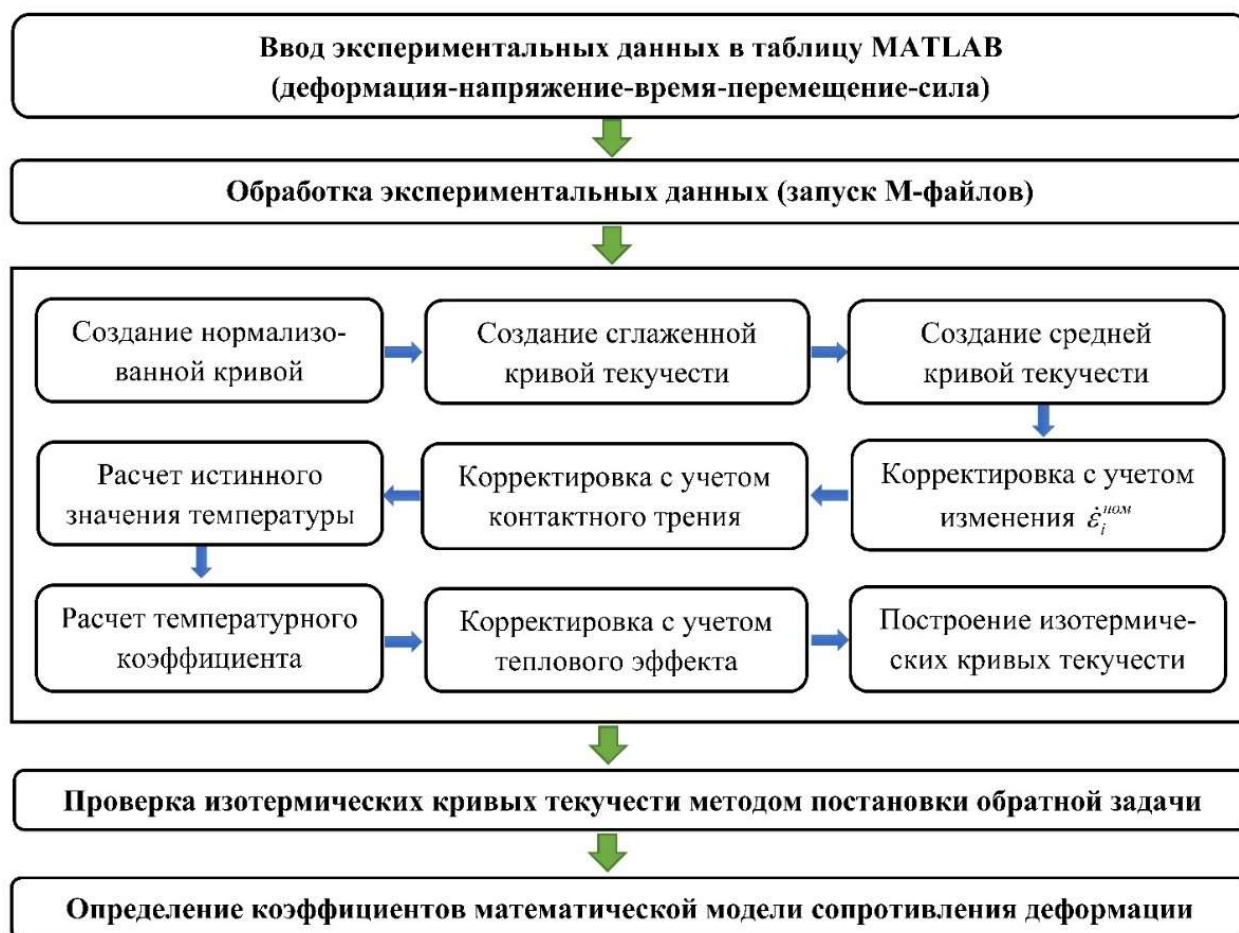 Ввод экспериментальных данных в таблицу MATLAB
(деформация-напряжение-время-перемещение-сила)
Обработка экспериментальных данных (запуск М-файлов)
Создание нормализо-
ванной кривой
Создание сглаженной
кривой текучести
Создание средней
кривой текучести
Корректировка с учетом
изменения ε̇ᵢⁿᵒᵐ
Корректировка с учетом
контактного трения
Расчет истинного
значения температуры
Расчет температурного
коэффициента
Корректировка с учетом
теплового эффекта
Построение изотермиче-
ских кривых текучести
Проверка изотермических кривых текучести методом постановки обратной задачи
Определение коэффициентов математической модели сопротивления деформации